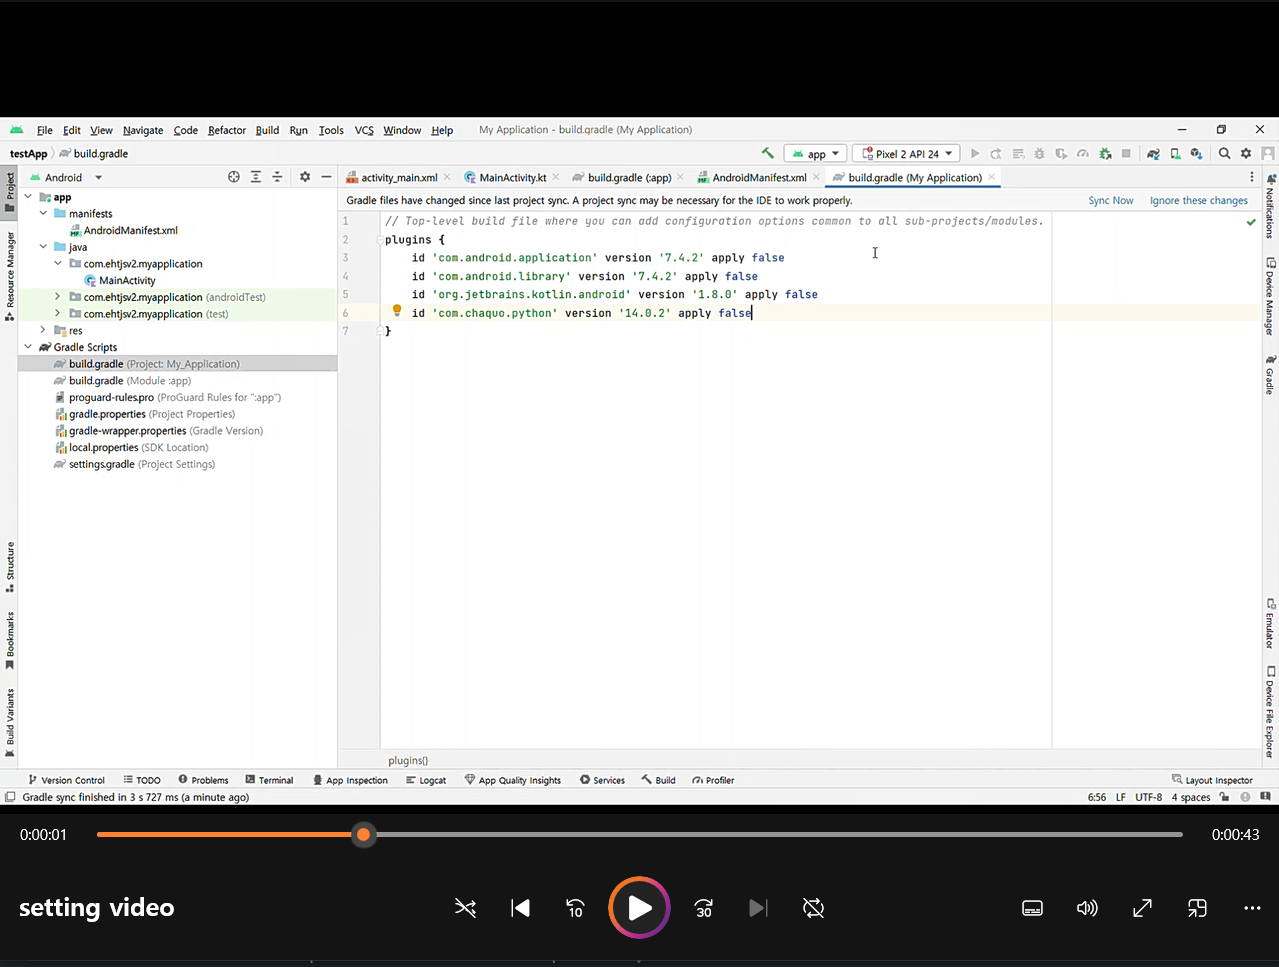 File Edit View Navigate Code Refactor Build Run Tools VCS Window Help My Application - build.gradle (My Application)
testApp build.gradle app Pixel 2 API 24
Project
Resource Manager
Structure
Bookmarks
Build Variants
Android
app
manifests
AndroidManifest.xml
java
com.ehtjsv2.myapplication
MainActivity
com.ehtjsv2.myapplication (androidTest)
com.ehtjsv2.myapplication (test)
res
Gradle Scripts
build.gradle (Project: My_Application)
build.gradle (Module :app)
proguard-rules.pro (ProGuard Rules for ":app")
gradle.properties (Project Properties)
gradle-wrapper.properties (Gradle Version)
local.properties (SDK Location)
settings.gradle (Project Settings)
activity_main.xml MainActivity.kt build.gradle (:app) AndroidManifest.xml build.gradle (My Application)
Gradle files have changed since last project sync. A project sync may be necessary for the IDE to work properly. Sync Now Ignore these changes
1 // Top-level build file where you can add configuration options common to all sub-projects/modules.
2 plugins {
3 id 'com.android.application' version '7.4.2' apply false
4 id 'com.android.library' version '7.4.2' apply false
5 id 'org.jetbrains.kotlin.android' version '1.8.0' apply false
6 id 'com.chaquo.python' version '14.0.2' apply false
7 }
plugins{}
Notifications
Device Manager
Gradle
Emulator
Device File Explorer
Version Control TODO Problems Terminal App Inspection Logcat App Quality Insights Services Build Profiler Layout Inspector
Gradle sync finished in 3 s 727 ms (a minute ago) 6:56 LF UTF-8 4 spaces
0:00:01 0:00:43
setting video 10 30